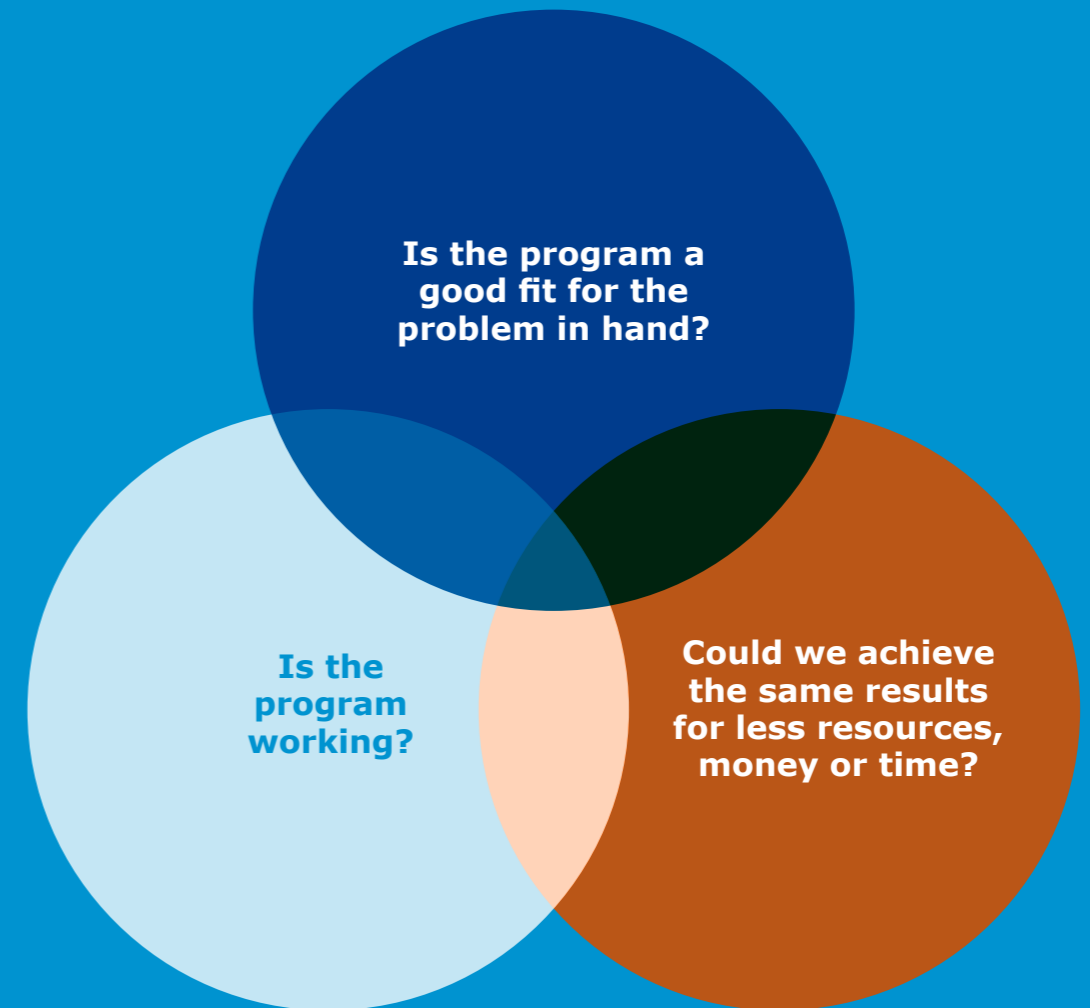 Is the program a
good fit for the
problem in hand?
Is the
program
working?
Could we achieve
the same results
for less resources,
money or time?